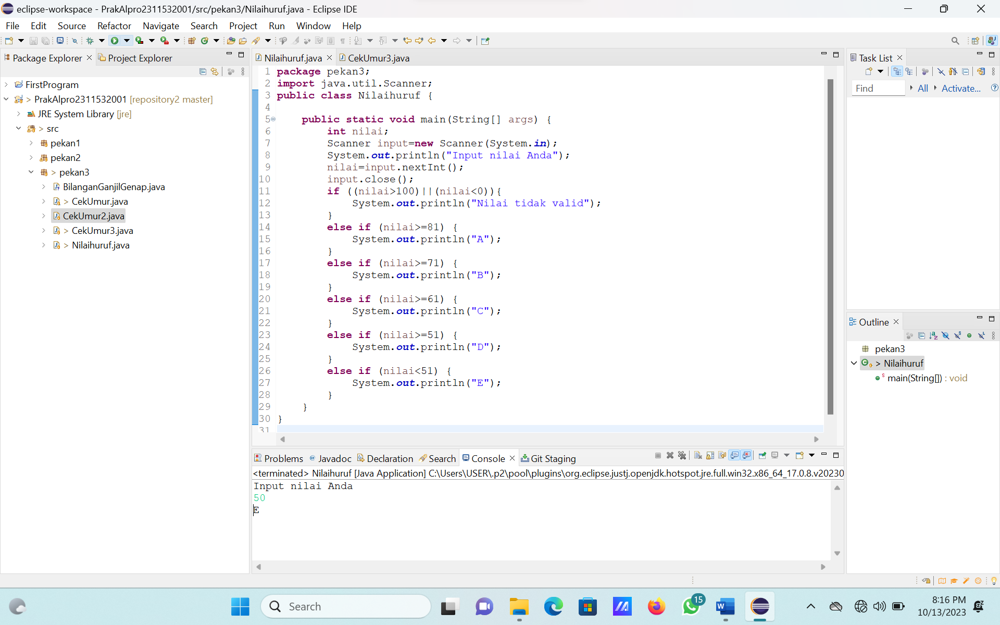 eclipse-workspace - PrakAlpro2311532001/src/pekan3/Nilaihuruf.java - Eclipse IDE
File Edit Source Refactor Navigate Search Project Run Window Help
Package Explorer Project Explorer
FirstProgram
> PrakAlpro2311532001 [repository2 master]
JRE System Library [jre]
> src
pekan1
pekan2
> pekan3
BilanganGanjilGenap.java
> CekUmur.java
CekUmur2.java
> CekUmur3.java
> Nilaihuruf.java
Nilaihuruf.java CekUmur3.java
1 package pekan3;
2 import java.util.Scanner;
3 public class Nilaihuruf {
4
5 public static void main(String[] args) {
6 int nilai;
7 Scanner input=new Scanner(System.in);
8 System.out.println("Input nilai Anda");
9 nilai=input.nextInt();
10 input.close();
11 if ((nilai>100)||(nilai<0)){
12 System.out.println("Nilai tidak valid");
13 }
14 else if (nilai>=81) {
15 System.out.println("A");
16 }
17 else if (nilai>=71) {
18 System.out.println("B");
19 }
20 else if (nilai>=61) {
21 System.out.println("C");
22 }
23 else if (nilai>=51) {
24 System.out.println("D");
25 }
26 else if (nilai<51) {
27 System.out.println("E");
28 }
29 }
30 }
31
Problems @ Javadoc Declaration Search Console Git Staging
<terminated> Nilaihuruf [Java Application] C:\Users\USER\.p2\pool\plugins\org.eclipse.justj.openjdk.hotspot.jre.full.win32.x86_64_17.0.8.v20230
Input nilai Anda
50
E
Task List
Find All Activate...
Outline
pekan3
> Nilaihuruf
main(String[]) : void
Search
15
8:16 PM
10/13/2023